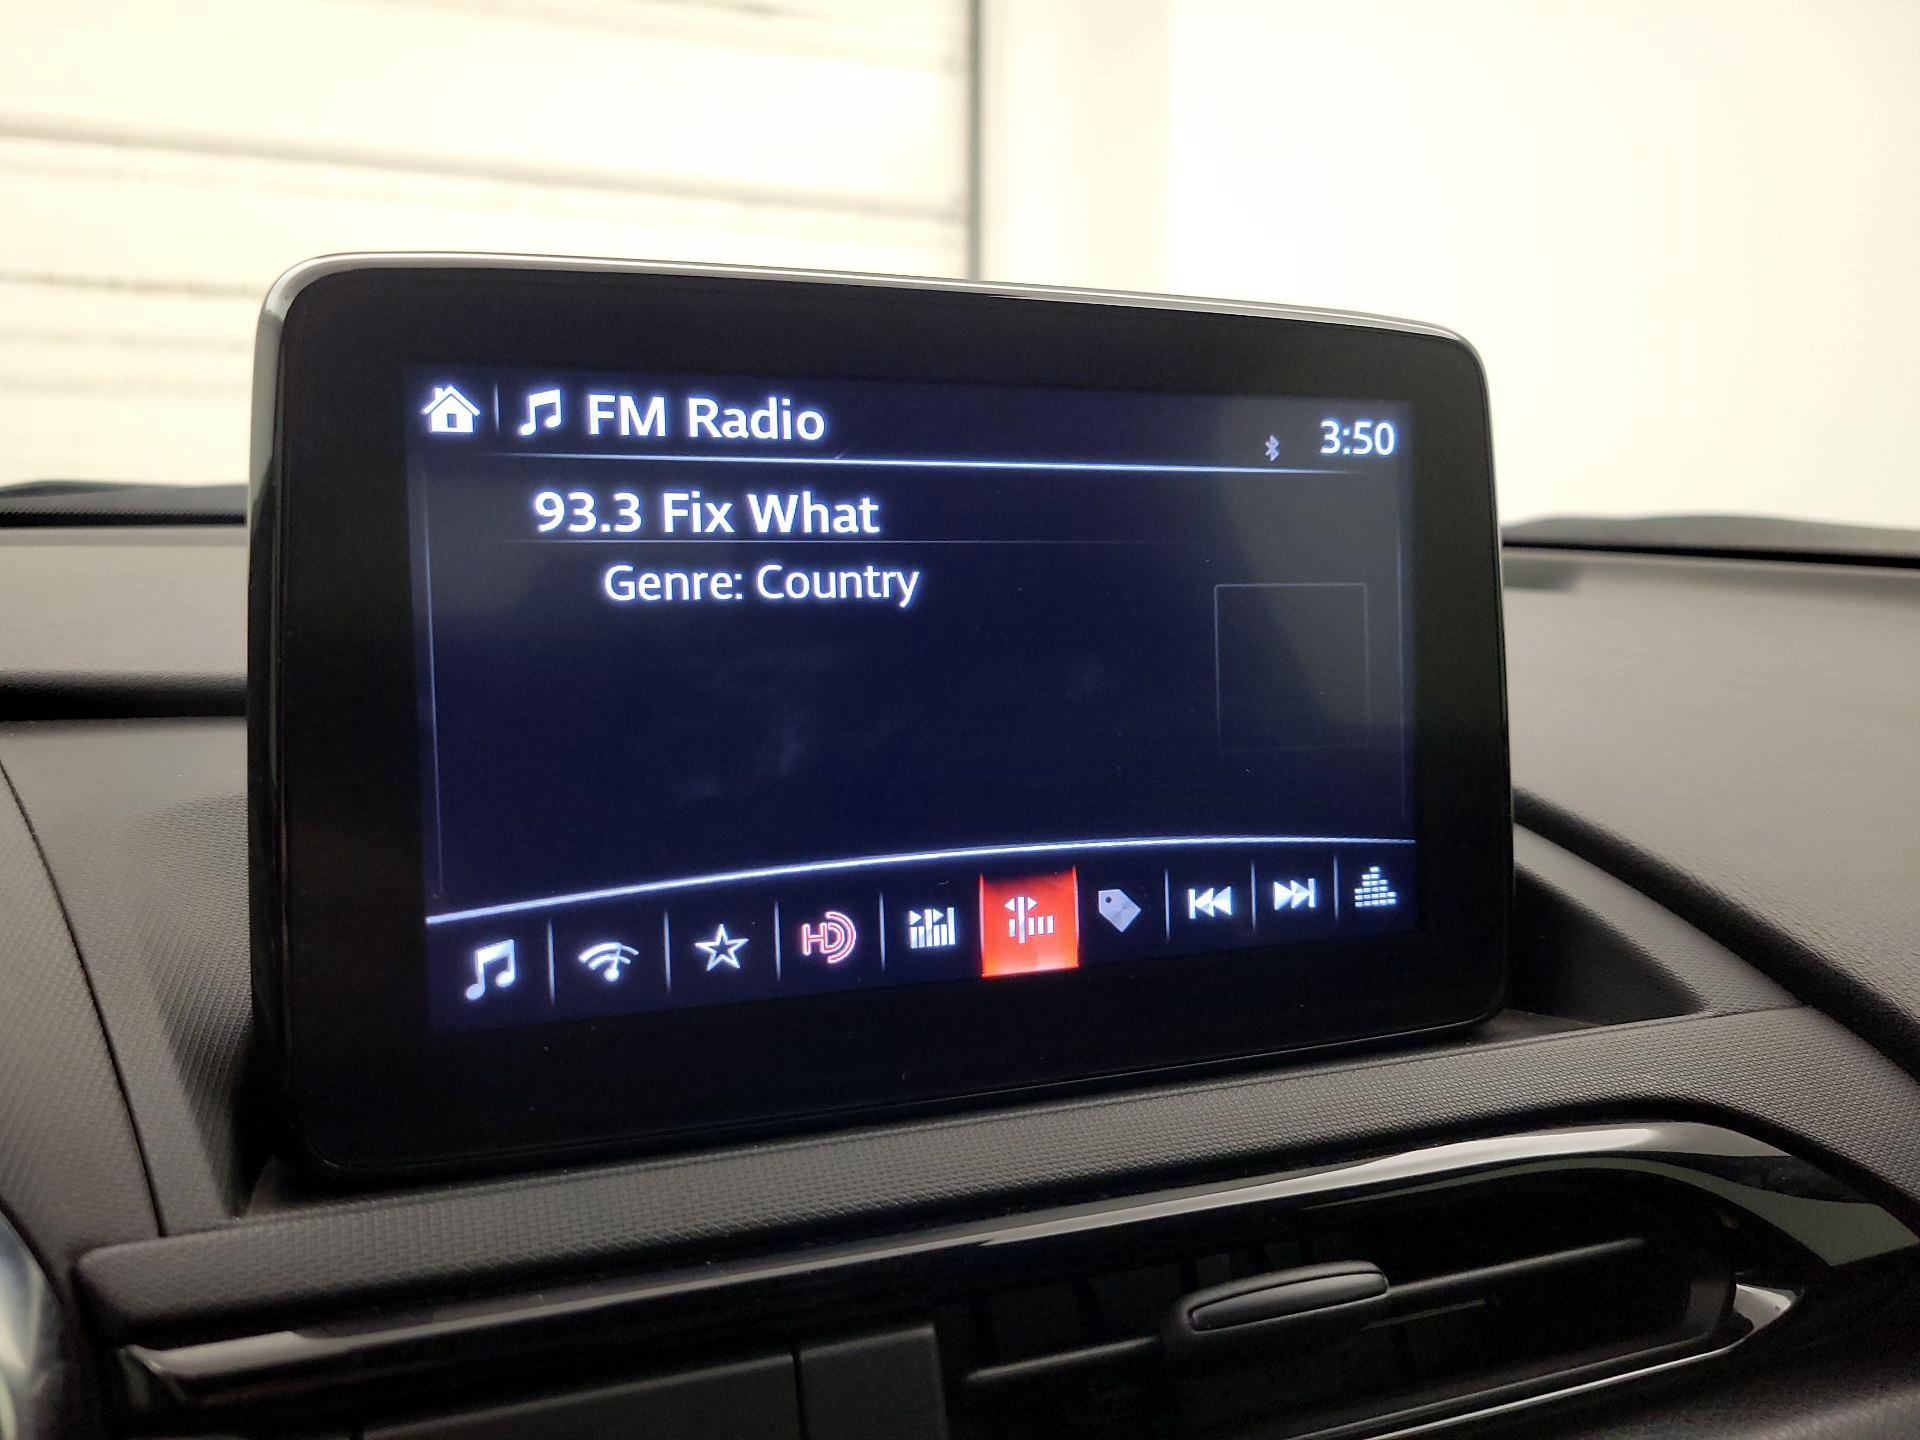 FM Radio
3:50
93.3 Fix What
Genre: Country
HD